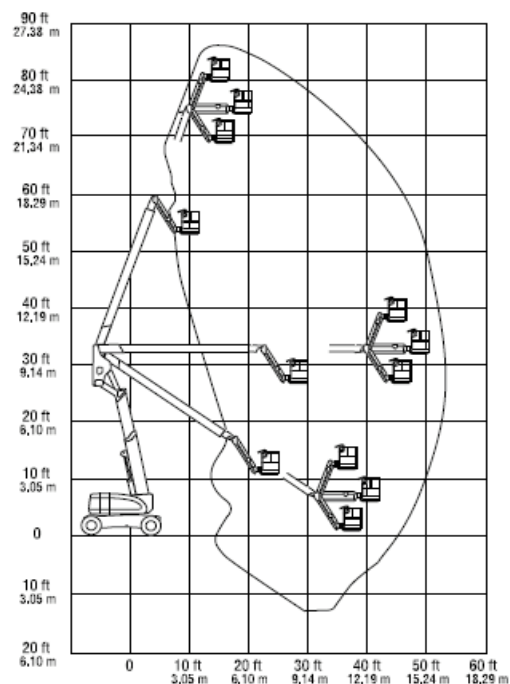 90 ft
27,38 m
80 ft
24,38 m
70 ft
21,34 m
60 ft
18.29 m
50 ft
15,24 m
40 ft
12,19 m
30 ft
9,14 m
20 ft
6,10 m
10 ft
3,05 m
0
10 ft
3.05 m
20 ft
6,10 m
0 10 ft 20 ft 30 ft 40 ft 50 ft 60 ft
3,05 m 6,10 m 9,14 m 12,19 m 15,24 m 18,29 m